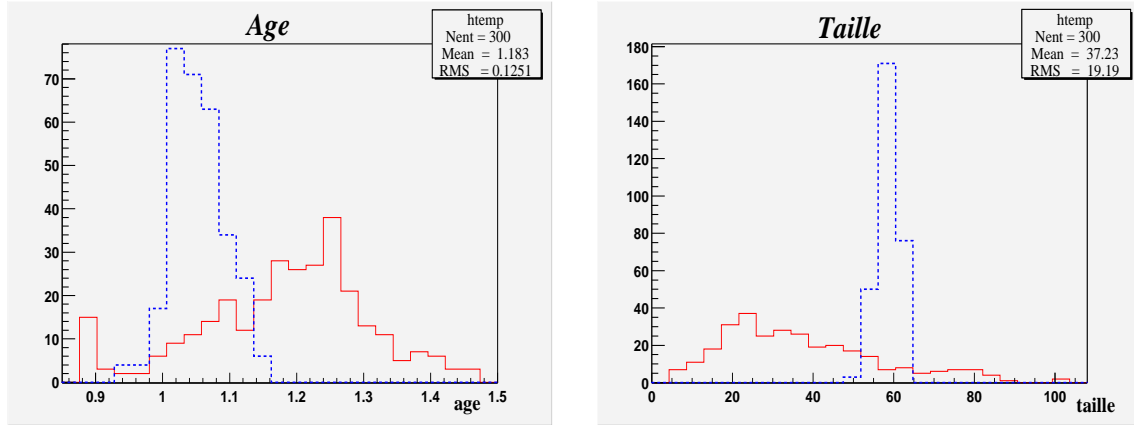 Age
htemp
Nent = 300
Mean = 1.183
RMS = 0.1251
70
60
50
40
30
20
10
0
0.9 1 1.1 1.2 1.3 1.4 1.5
age
Taille
htemp
Nent = 300
Mean = 37.23
RMS = 19.19
180
160
140
120
100
80
60
40
20
0
0 20 40 60 80 100
taille